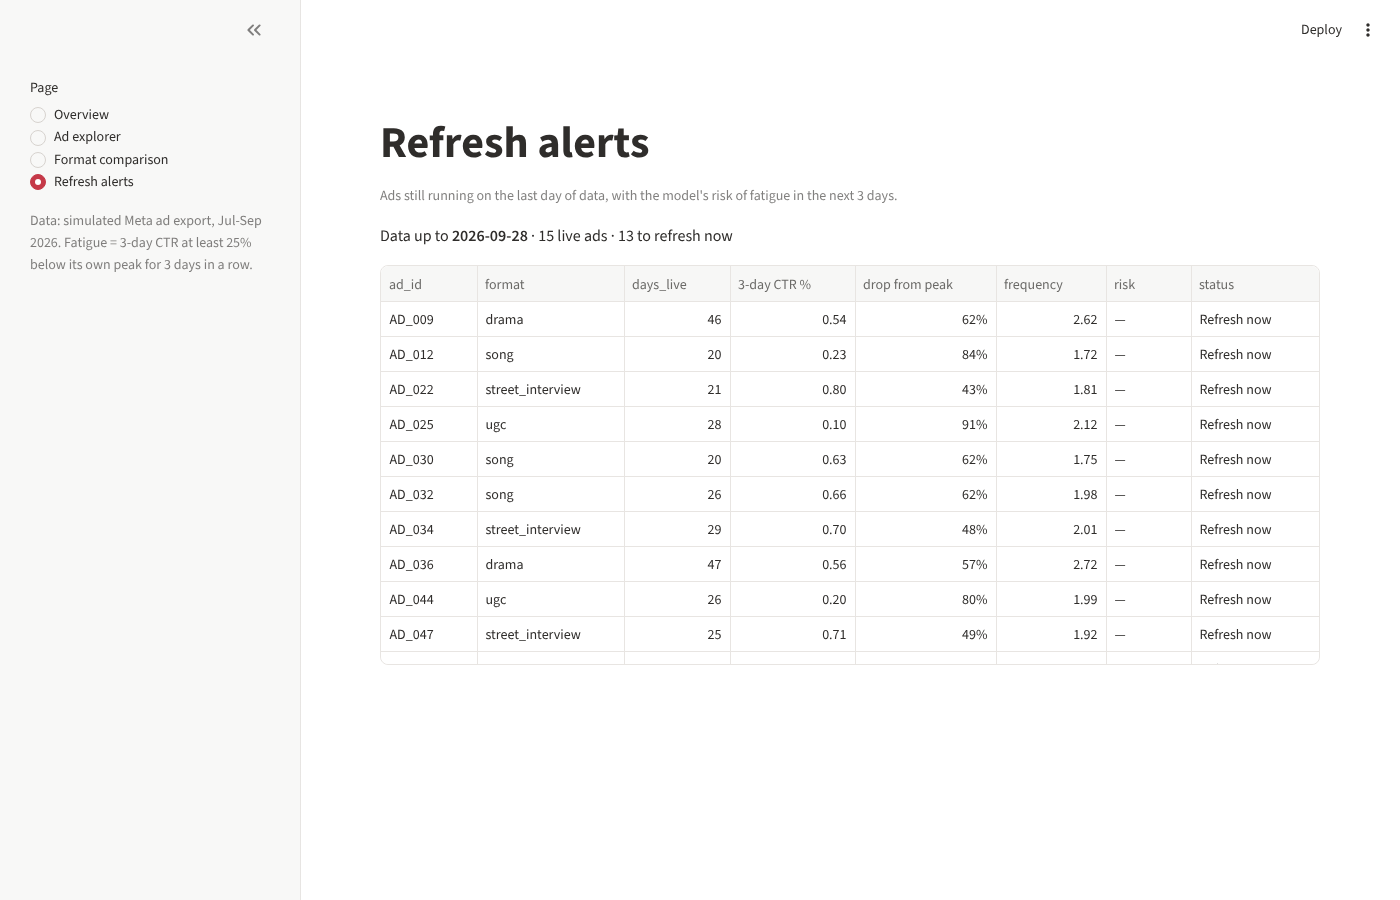 Deploy
Page
Overview
Ad explorer
Format comparison
Refresh alerts
Data: simulated Meta ad export, Jul-Sep
2026. Fatigue = 3-day CTR at least 25%
below its own peak for 3 days in a row.
Refresh alerts
Ads still running on the last day of data, with the model's risk of fatigue in the next 3 days.
Data up to 2026-09-28 · 15 live ads · 13 to refresh now
ad_id format days_live 3-day CTR % drop from peak frequency risk status
AD_009 drama 46 0.54 62% 2.62 — Refresh now
AD_012 song 20 0.23 84% 1.72 — Refresh now
AD_022 street_interview 21 0.80 43% 1.81 — Refresh now
AD_025 ugc 28 0.10 91% 2.12 — Refresh now
AD_030 song 20 0.63 62% 1.75 — Refresh now
AD_032 song 26 0.66 62% 1.98 — Refresh now
AD_034 street_interview 29 0.70 48% 2.01 — Refresh now
AD_036 drama 47 0.56 57% 2.72 — Refresh now
AD_044 ugc 26 0.20 80% 1.99 — Refresh now
AD_047 street_interview 25 0.71 49% 1.92 — Refresh now